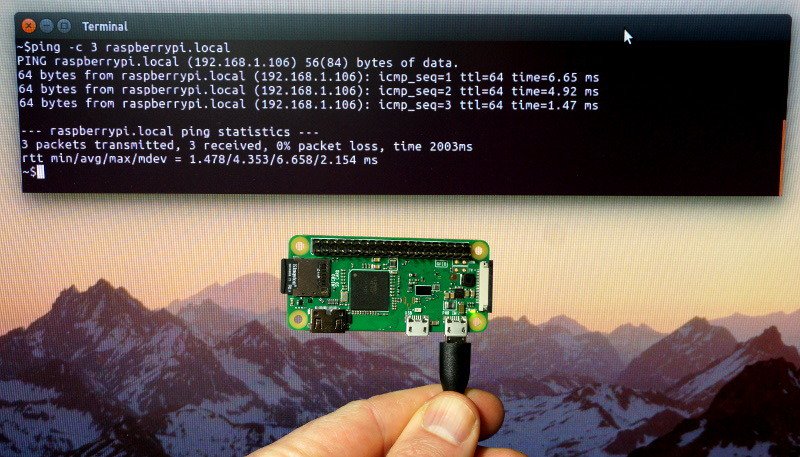 Terminal
~$ping -c 3 raspberrypi.local
PING raspberrypi.local (192.168.1.106) 56(84) bytes of data.
64 bytes from raspberrypi.local (192.168.1.106): icmp_seq=1 ttl=64 time=6.65 ms
64 bytes from raspberrypi.local (192.168.1.106): icmp_seq=2 ttl=64 time=4.92 ms
64 bytes from raspberrypi.local (192.168.1.106): icmp_seq=3 ttl=64 time=1.47 ms
--- raspberrypi.local ping statistics ---
3 packets transmitted, 3 received, 0% packet loss, time 2003ms
rtt min/avg/max/mdev = 1.478/4.353/6.658/2.154 ms
~$